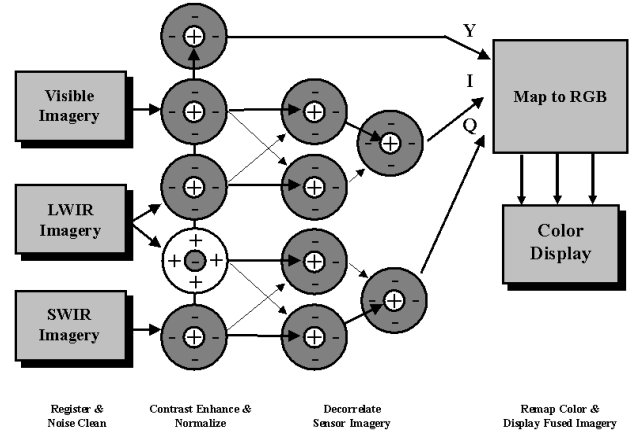 Y
I
Q
Visible
Imagery
LWIR
Imagery
SWIR
Imagery
Map to RGB
Color
Display
Register &
Noise Clean
Contrast Enhance &
Normalize
Decorrelate
Sensor Imagery
Remap Color &
Display Fused Imagery